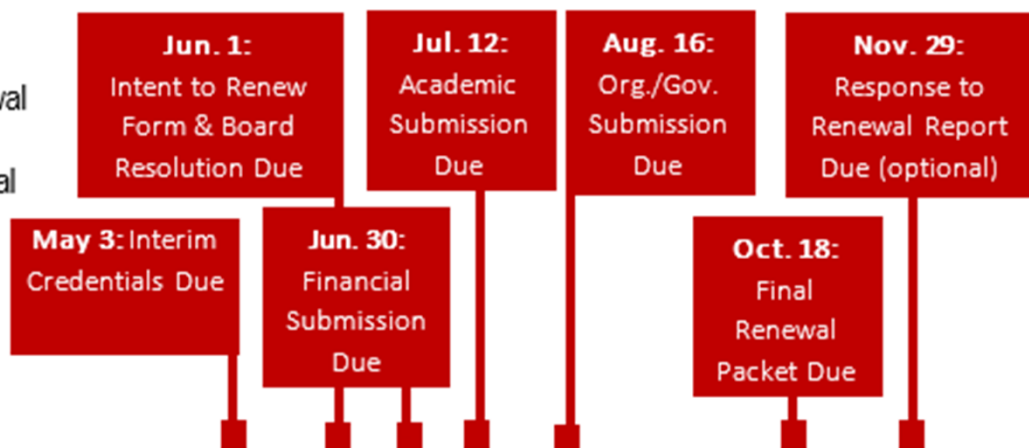 Jun. 1:
Intent to Renew
Form & Board
Resolution Due
Jul. 12:
Academic
Submission
Due
Aug. 16:
Org./Gov.
Submission
Due
Nov. 29:
Response to
Renewal Report
Due (optional)
May 3: Interim
Credentials Due
Jun. 30:
Financial
Submission
Due
Oct. 18:
Final
Renewal
Packet Due